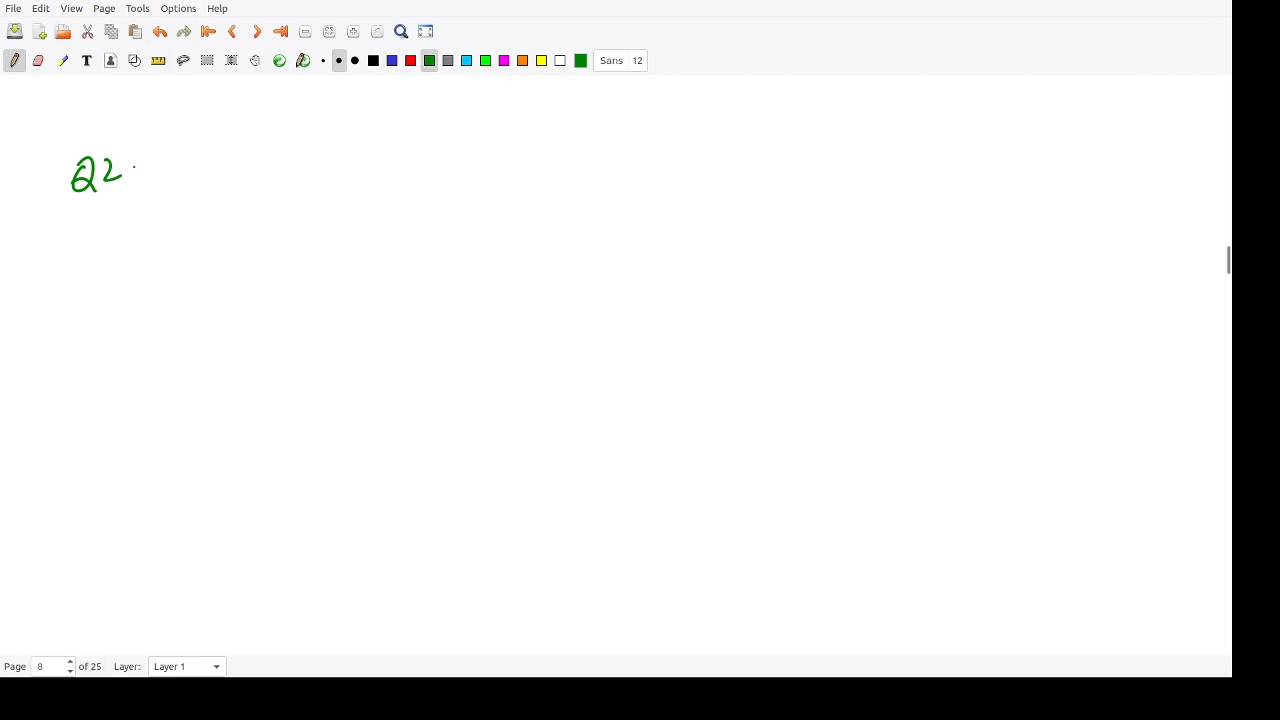 File Edit View Page Tools Options Help
Sans 12
Q2
Page 8 of 25 Layer: Layer 1